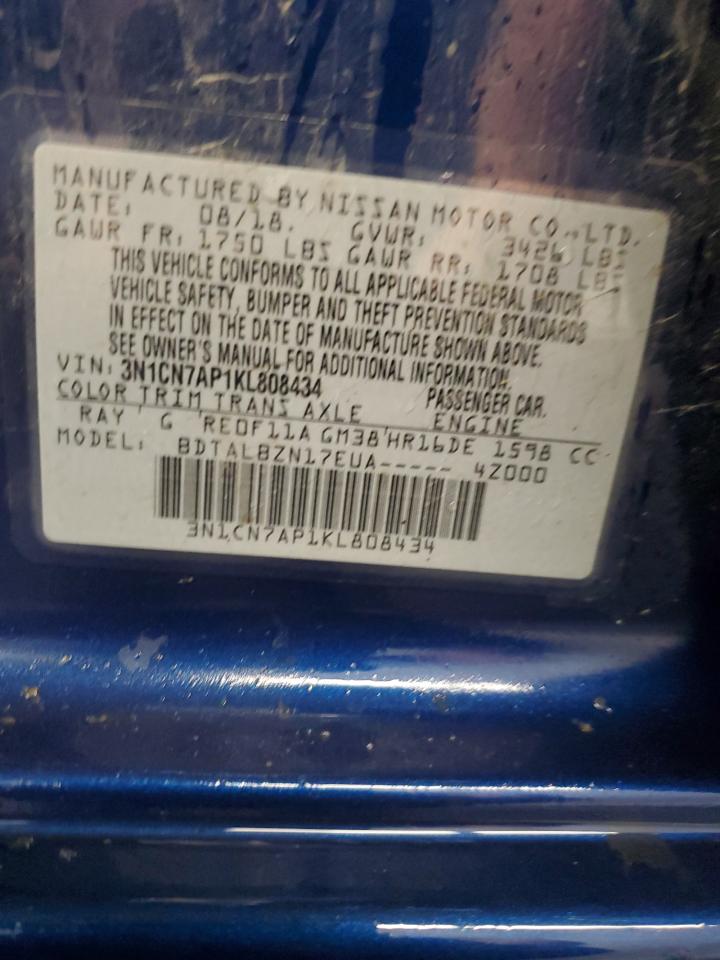 MANUFACTURED BY NISSAN MOTOR CO.,LTD.
DATE: 08/18. GVWR: 3426 LBS
GAWR FR: 1750 LBS GAWR RR: 1708 LBS
THIS VEHICLE CONFORMS TO ALL APPLICABLE FEDERAL MOTOR
VEHICLE SAFETY, BUMPER AND THEFT PREVENTION STANDARDS
IN EFFECT ON THE DATE OF MANUFACTURE SHOWN ABOVE.
SEE OWNER'S MANUAL FOR ADDITIONAL INFORMATION.
VIN: 3N1CN7AP1KL808434 PASSENGER CAR.
COLOR TRIM TRANS AXLE ENGINE
RAY G RE0F11A GM38 HR16DE 1598 CC
MODEL: BDTALBZN17EUA----- 4Z000
3N1CN7AP1KL808434